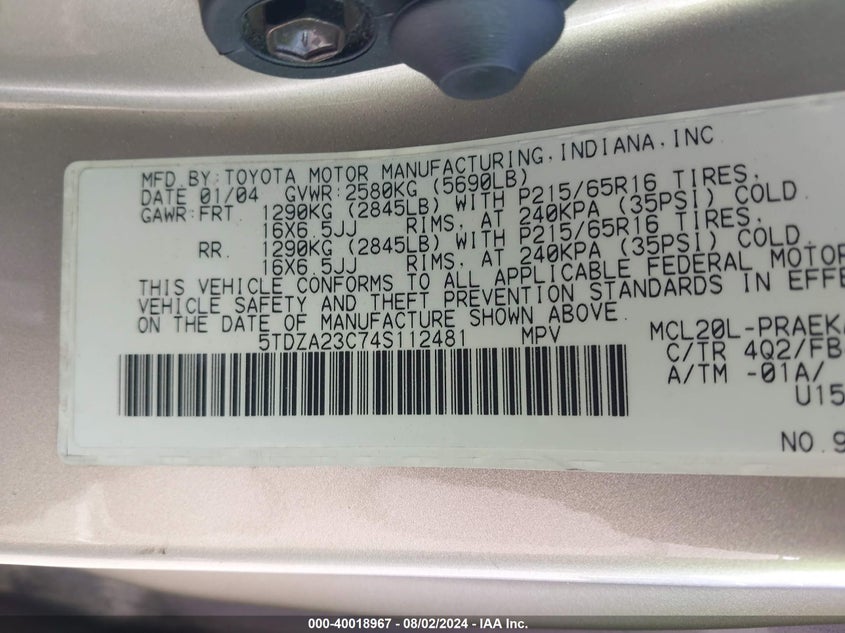 MFD.BY:TOYOTA MOTOR MANUFACTURING,INDIANA,INC
DATE 01/04 GVWR:2580KG (5690LB)
GAWR:FRT. 1290KG (2845LB) WITH P215/65R16 TIRES,
16X6.5JJ RIMS, AT 240KPA (35PSI) COLD.
RR. 1290KG (2845LB) WITH P215/65R16 TIRES,
16X6.5JJ RIMS, AT 240KPA (35PSI) COLD.
THIS VEHICLE CONFORMS TO ALL APPLICABLE FEDERAL MOTOR
VEHICLE SAFETY AND THEFT PREVENTION STANDARDS IN EFFE
ON THE DATE OF MANUFACTURE SHOWN ABOVE.
5TDZA23C74S112481 MPV
MCL20L-PRAEKA
C/TR 4Q2/FB
A/TM -01A/
U15
NO.9
000-40018967 - 08/02/2024 - IAA Inc.